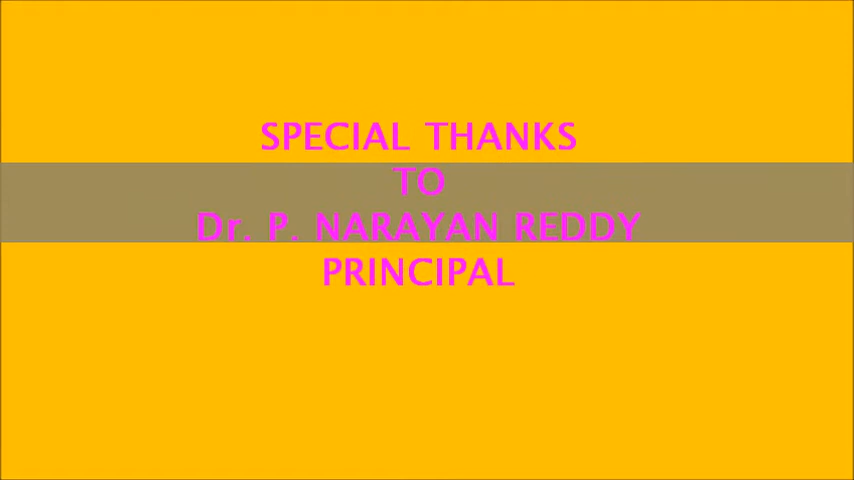 SPECIAL THANKS
TO
Dr. P. NARAYAN REDDY
PRINCIPAL